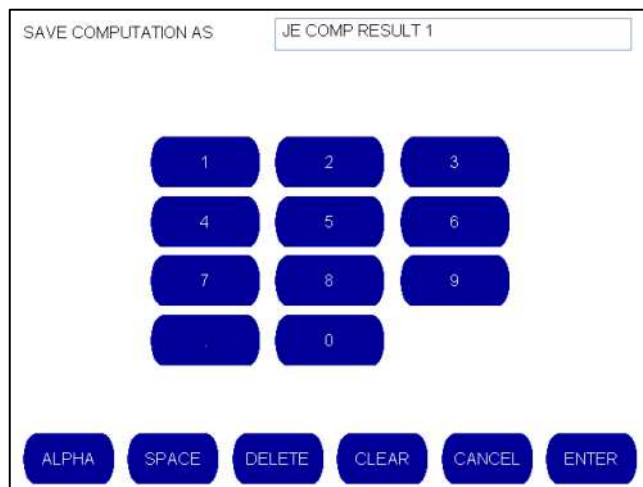 SAVE COMPUTATION AS JE COMP RESULT 1
1 2 3
4 5 6
7 8 9
. 0
ALPHA SPACE DELETE CLEAR CANCEL ENTER